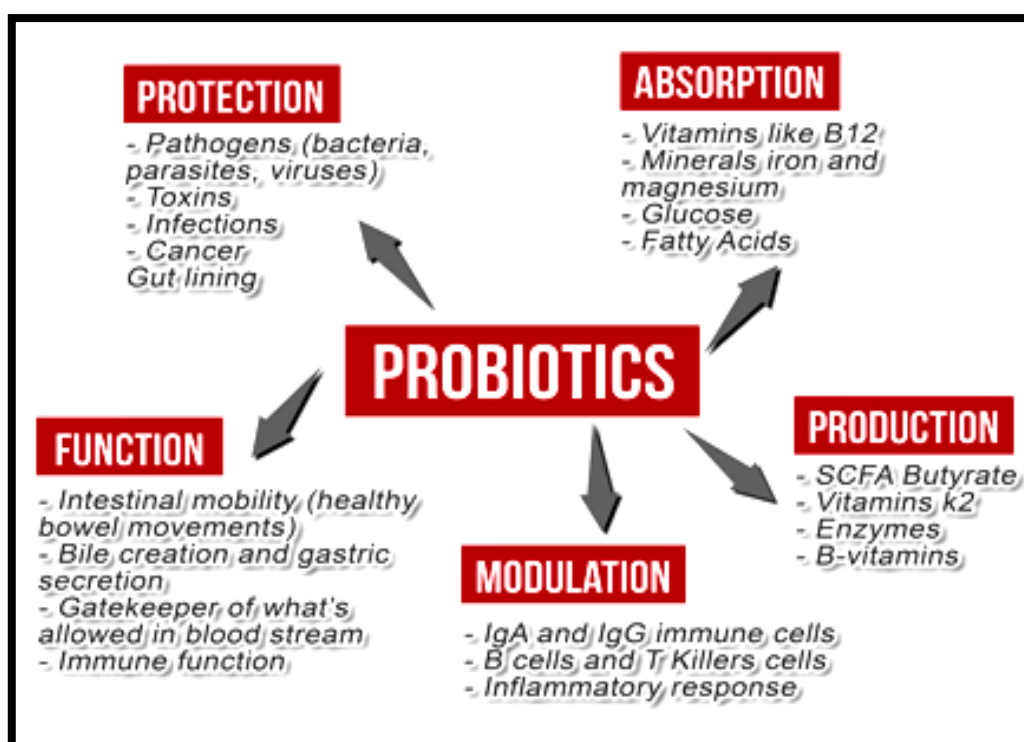 PROTECTION
- Pathogens (bacteria,
parasites, viruses)
- Toxins
- Infections
- Cancer
Gut lining
ABSORPTION
- Vitamins like B12
- Minerals iron and
magnesium
- Glucose
- Fatty Acids
PROBIOTICS
FUNCTION
- Intestinal mobility (healthy
bowel movements)
- Bile creation and gastric
secretion
- Gatekeeper of what's
allowed in blood stream
- Immune function
MODULATION
- IgA and IgG immune cells
- B cells and T Killers cells
- Inflammatory response
PRODUCTION
- SCFA Butyrate
- Vitamins k2
- Enzymes
- B-vitamins